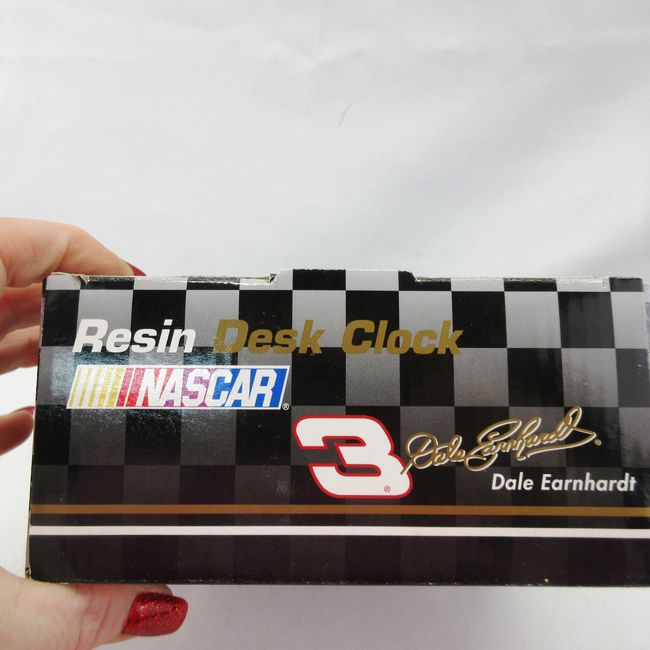 Resin Desk Clock
NASCAR®
3® Dale Earnhardt®
Dale Earnhardt